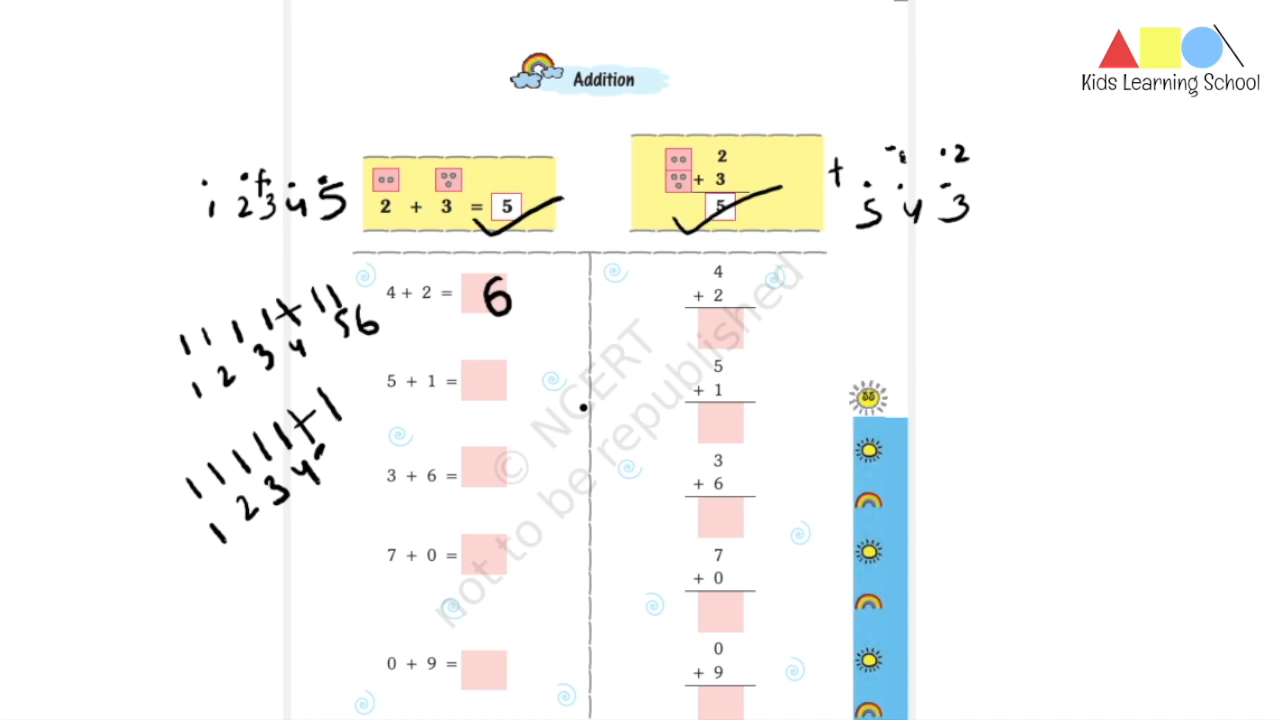 Kids Learning School
Addition
2 + 3 = 5
2
+ 3
5
1 2 3 4 5
+
2
5 4 3
4 + 2 = 6
1 2 3 4 5 6
5 + 1 =
1 2 3 4
3 + 6 =
7 + 0 =
0 + 9 =
4
+ 2
5
+ 1
3
+ 6
7
+ 0
0
+ 9
55
© NCERT
not to be republished